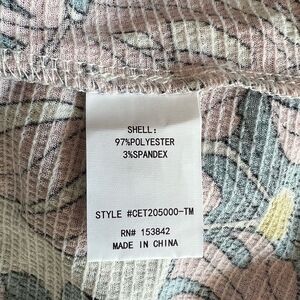 SHELL:
97%POLYESTER
3%SPANDEX
STYLE #CET205000-TM
RN# 153842
MADE IN CHINA